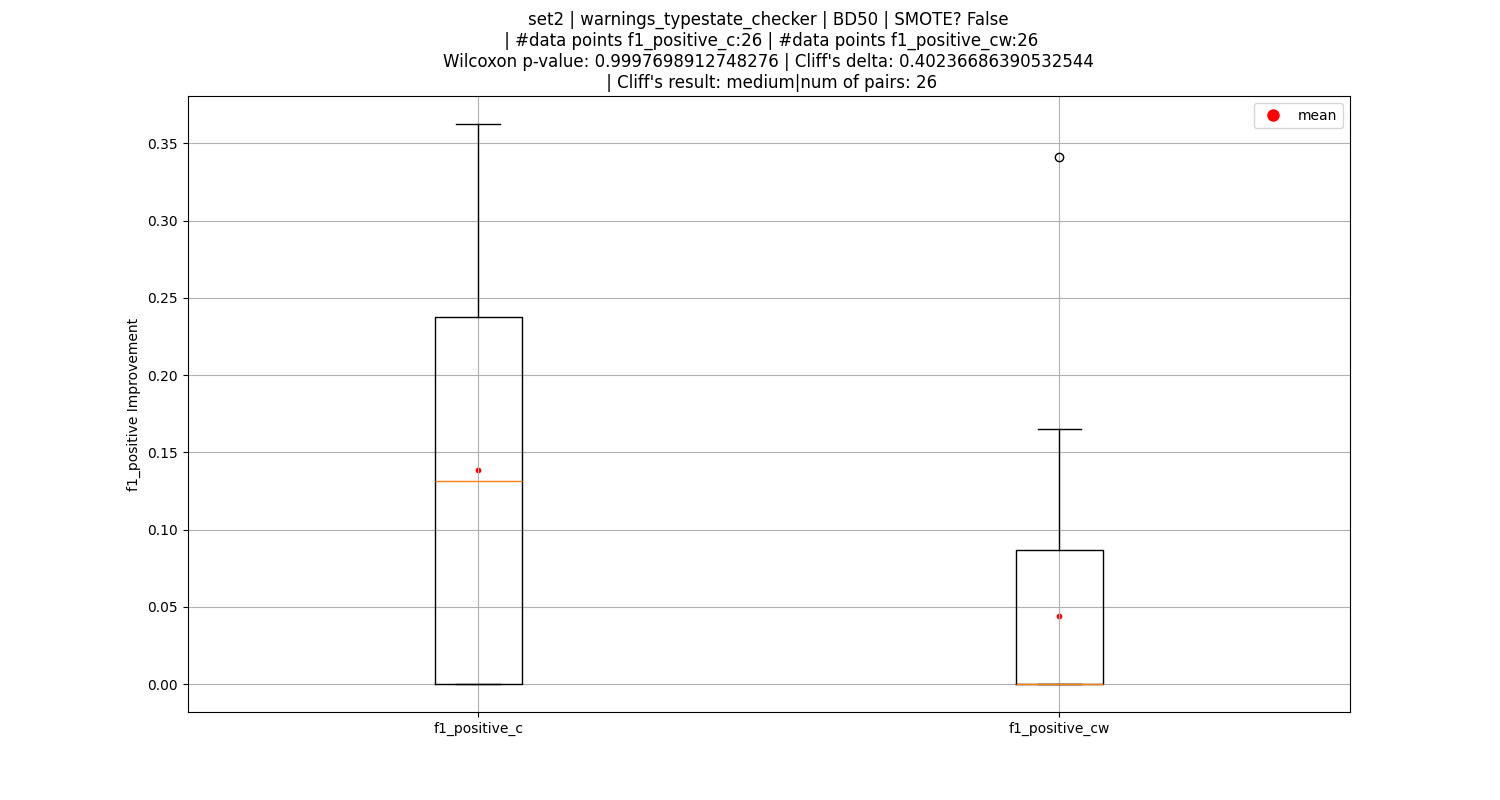 set2 | warnings_typestate_checker | BD50 | SMOTE? False
| #data points f1_positive_c:26 | #data points f1_positive_cw:26
Wilcoxon p-value: 0.9997698912748276 | Cliff's delta: 0.40236686390532544
| Cliff's result: medium|num of pairs: 26
mean
0.35
0.30
0.25
0.20
0.15
0.10
0.05
0.00
f1_positive Improvement
f1_positive_c
f1_positive_cw